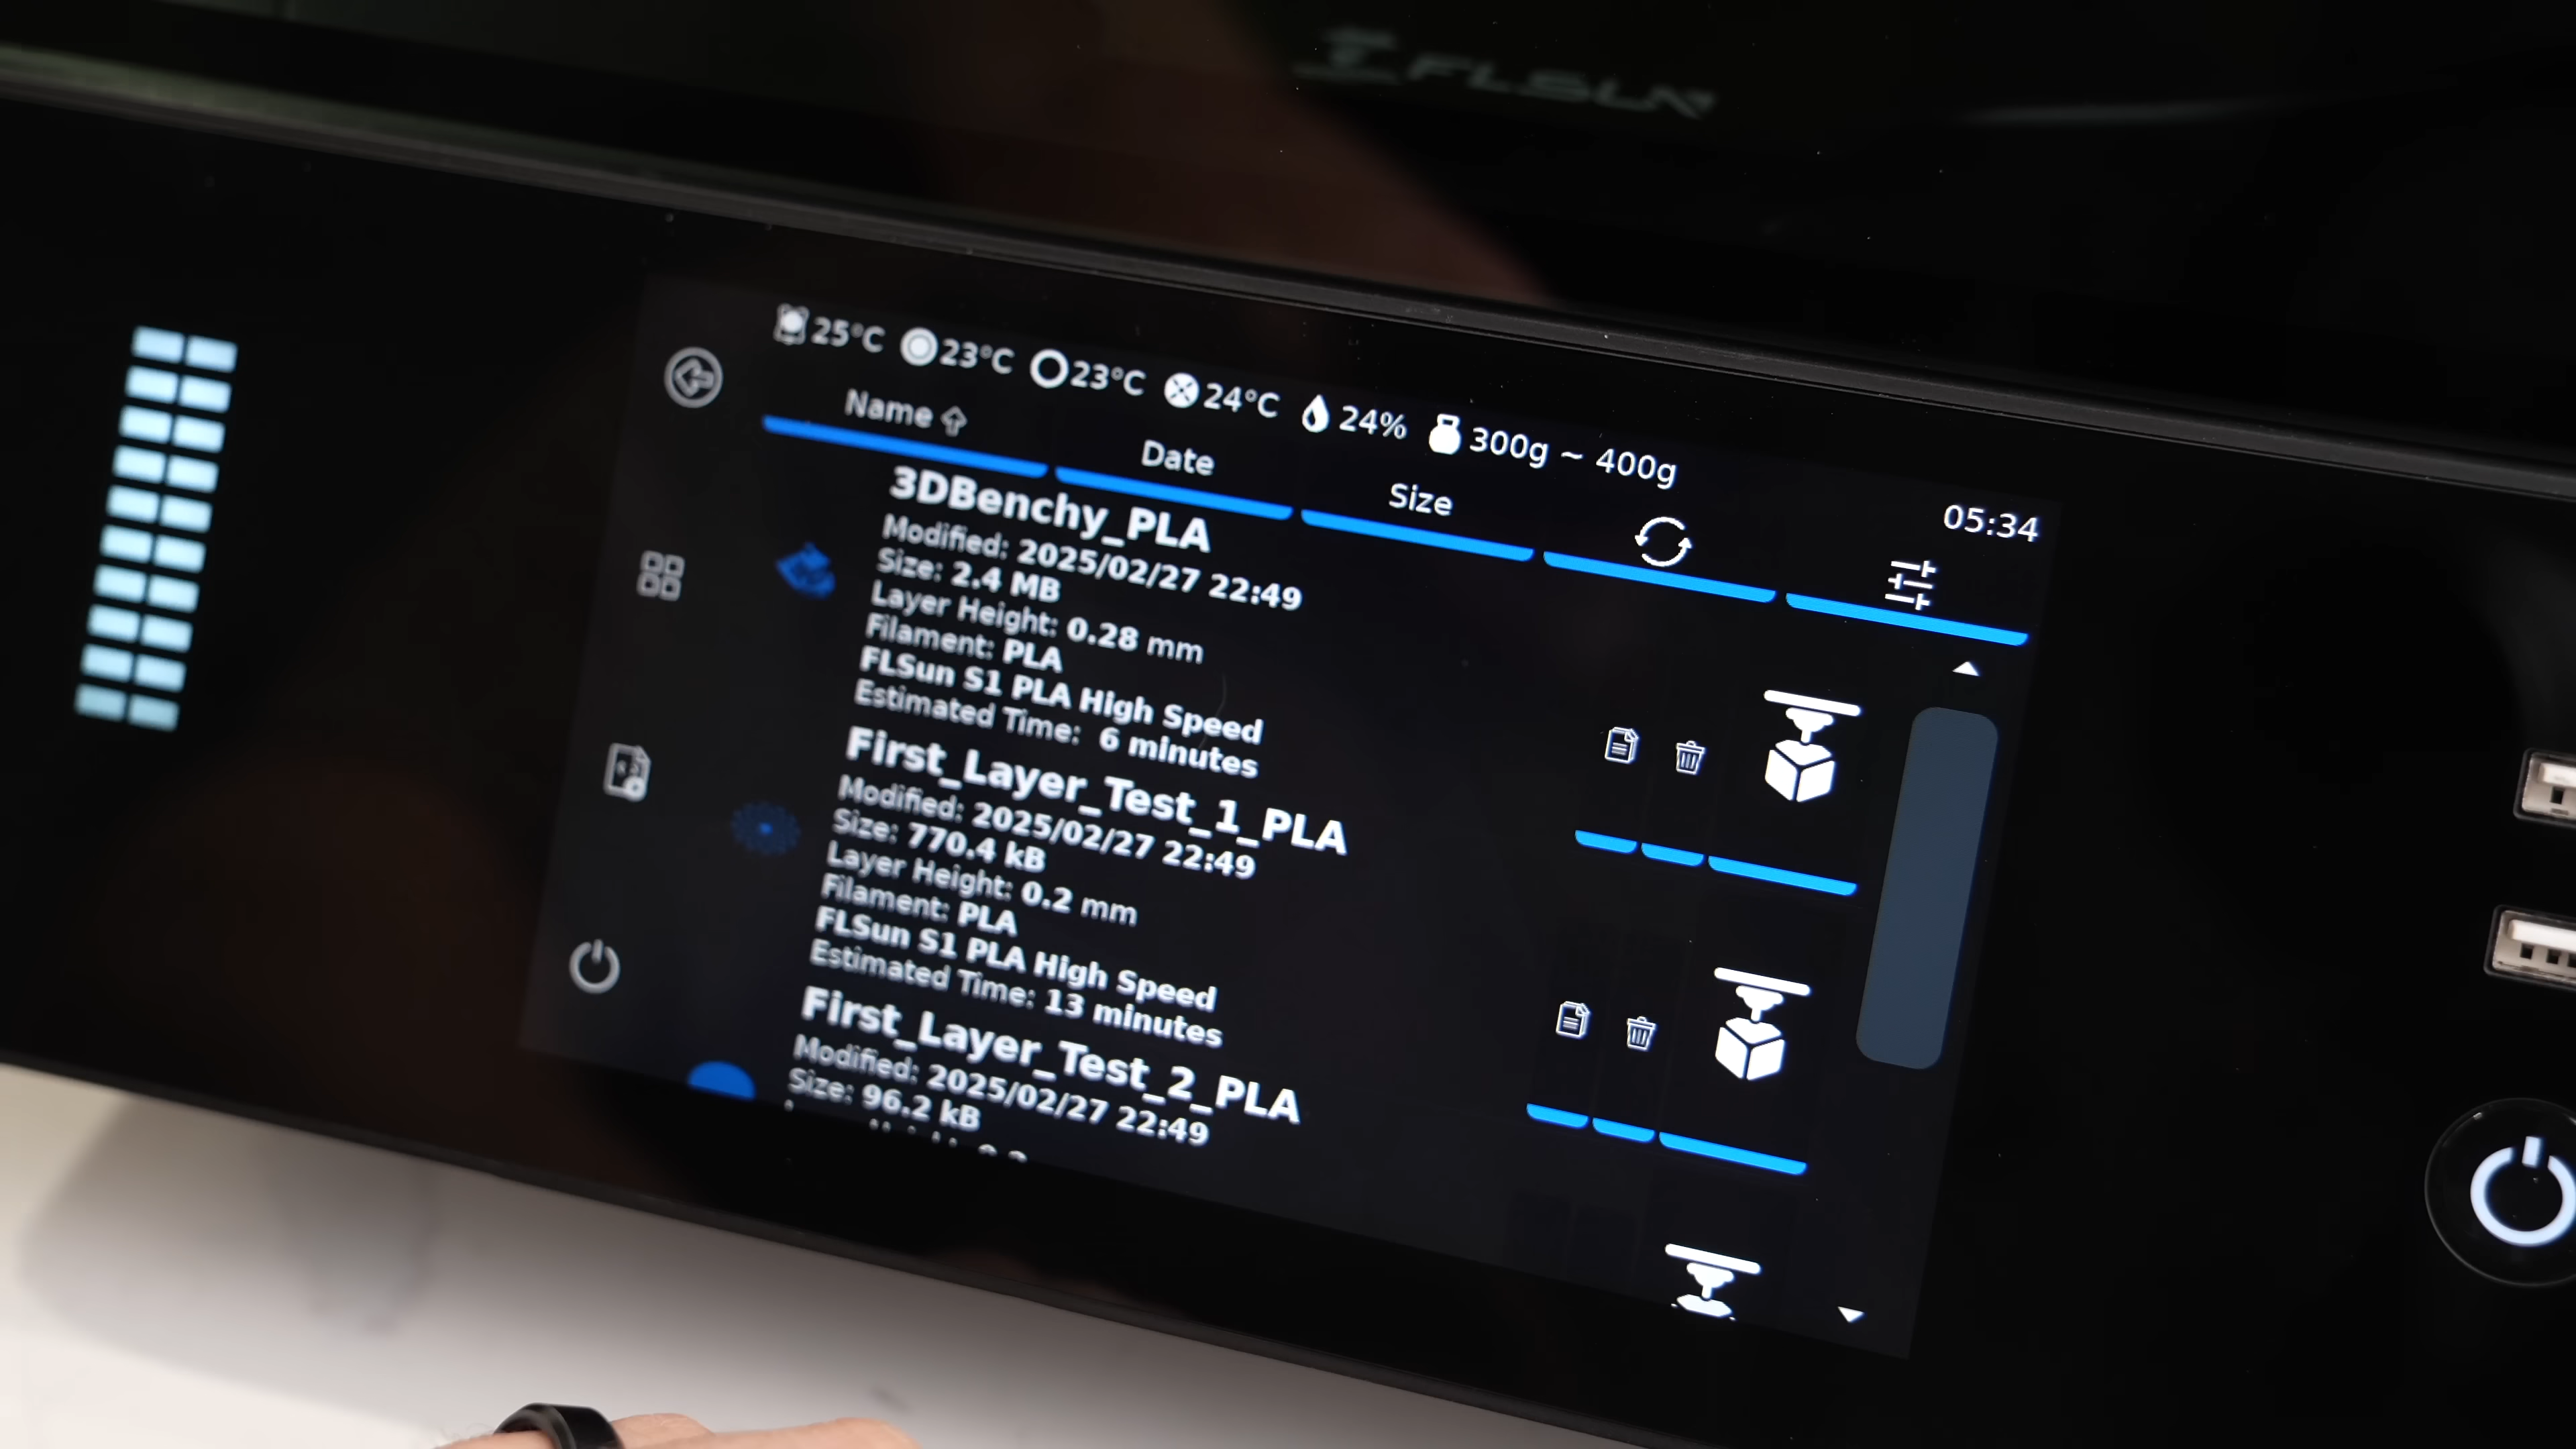 FLSUN
25°C 23°C 23°C 24°C 24% 300g ~ 400g
05:34
Name Date Size
3DBenchy_PLA
Modified: 2025/02/27 22:49
Size: 2.4 MB
Layer Height: 0.28 mm
Filament: PLA
FLSun S1 PLA High Speed
Estimated Time: 6 minutes
First_Layer_Test_1_PLA
Modified: 2025/02/27 22:49
Size: 770.4 kB
Layer Height: 0.2 mm
Filament: PLA
FLSun S1 PLA High Speed
Estimated Time: 13 minutes
First_Layer_Test_2_PLA
Modified: 2025/02/27 22:49
Size: 96.2 kB